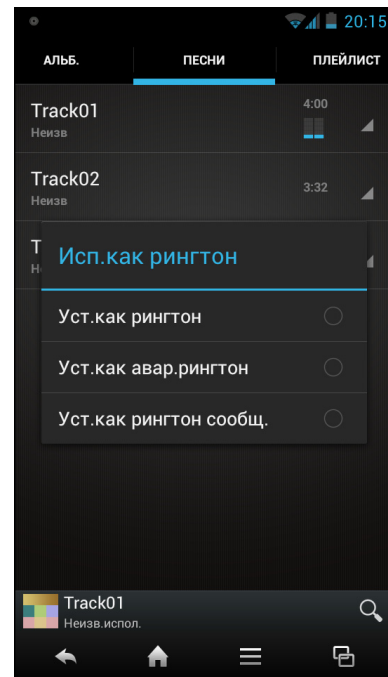 20:15
АЛЬБ. ПЕСНИ ПЛЕЙЛИСТ
Track01 4:00
Неизв
Track02 3:32
Неизв
T
Н
Исп.как рингтон
Уст.как рингтон
Уст.как авар.рингтон
Уст.как рингтон сообщ.
Track01
Неизв.испол.